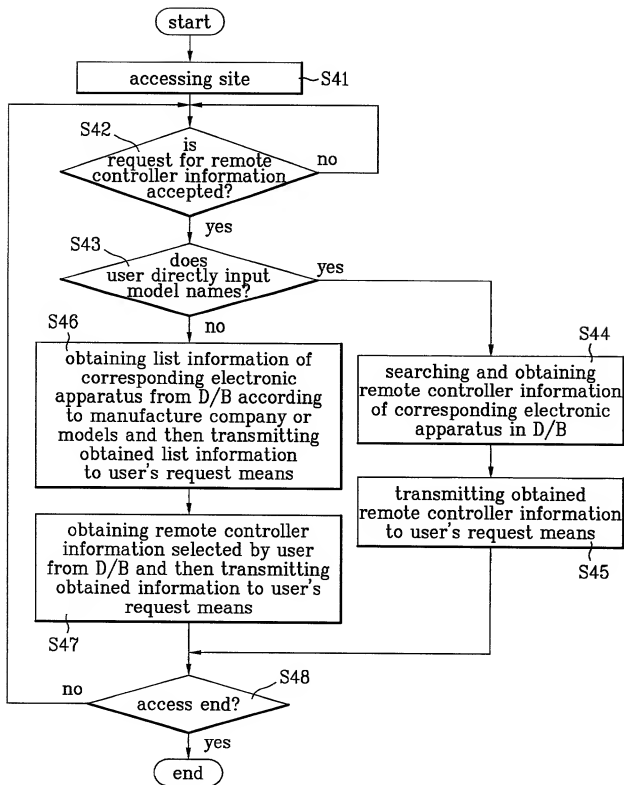 start
accessing site
S41
S42
is
request for remote
controller information
accepted?
no
yes
S43
does
user directly input
model names?
yes
no
S46
obtaining list information of
corresponding electronic
apparatus from D/B according
to manufacture company or
models and then transmitting
obtained list information
to user's request means
S44
searching and obtaining
remote controller information
of corresponding electronic
apparatus in D/B
transmitting obtained
remote controller information
to user's request means
S45
obtaining remote controller
information selected by user
from D/B and then transmitting
obtained information to user's
request means
S47
no
access end?
S48
yes
end